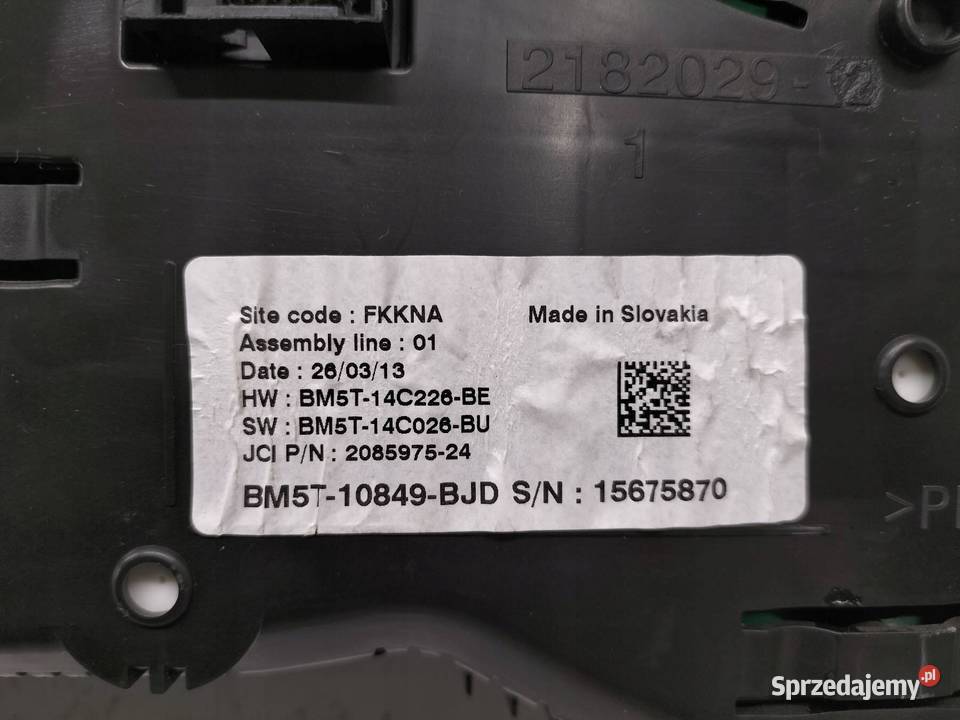 2182029-
1
Site code : FKKNA
Made in Slovakia
Assembly line : 01
Date : 26/03/13
HW : BM5T-14C226-BE
SW : BM5T-14C026-BU
JCI P/N : 2085975-24
BM5T-10849-BJD S/N : 15675870
>P
Sprzedajemy.pl